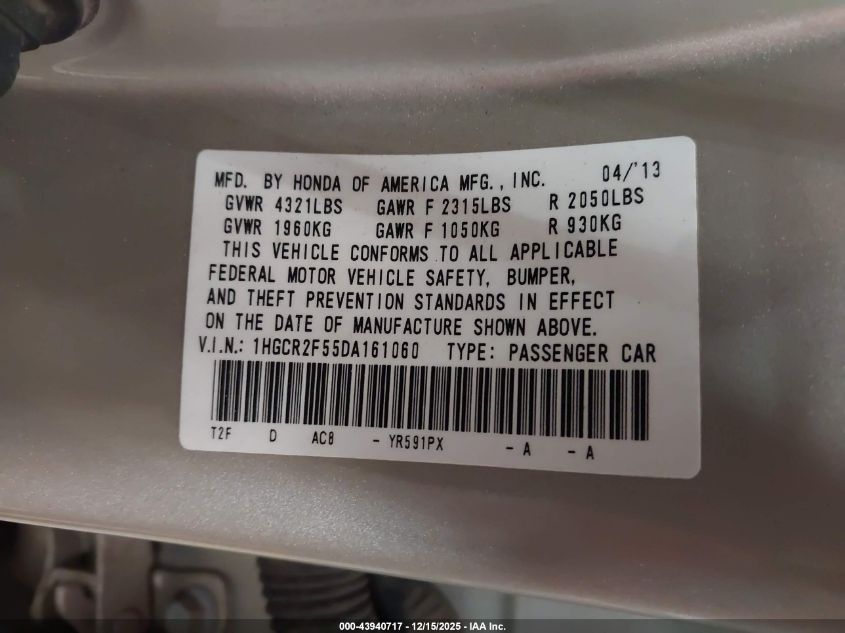 MFD. BY HONDA OF AMERICA MFG., INC. 04/'13
GVWR 4321LBS GAWR F 2315LBS R 2050LBS
GVWR 1960KG GAWR F 1050KG R 930KG
THIS VEHICLE CONFORMS TO ALL APPLICABLE
FEDERAL MOTOR VEHICLE SAFETY, BUMPER,
AND THEFT PREVENTION STANDARDS IN EFFECT
ON THE DATE OF MANUFACTURE SHOWN ABOVE.
V.I.N.: 1HGCR2F55DA161060 TYPE: PASSENGER CAR
T2F D AC8 - YR591PX - A - A
000-43940717 - 12/15/2025 - IAA Inc.